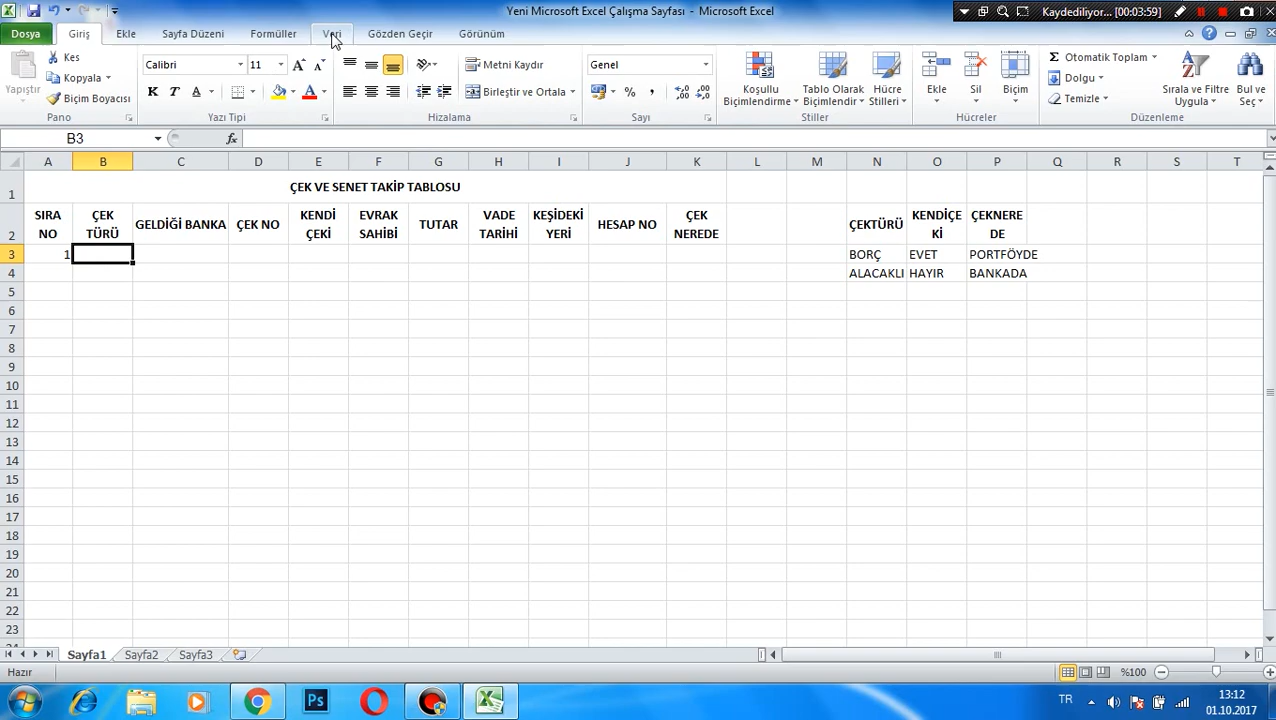 Yeni Microsoft Excel Çalışma Sayfası - Microsoft Excel
Kaydediliyor... [00:03:59]
Dosya Giriş Ekle Sayfa Düzeni Formüller Veri Gözden Geçir Görünüm
Yapıştır
Kes
Kopyala
Biçim Boyacısı
Pano
Calibri 11
K T A
Yazı Tipi
Metni Kaydır
Birleştir ve Ortala
Hizalama
Genel
Sayı
Koşullu Biçimlendirme
Tablo Olarak Biçimlendir
Hücre Stilleri
Stiller
Ekle
Sil
Biçim
Hücreler
Otomatik Toplam
Dolgu
Temizle
Sırala ve Filtre Uygula
Bul ve Seç
Düzenleme
B3 fx
A B C D E F G H I J K L M N O P Q R S T
1 ÇEK VE SENET TAKİP TABLOSU
2 SIRA NO ÇEK TÜRÜ GELDİĞİ BANKA ÇEK NO KENDİ ÇEKİ EVRAK SAHİBİ TUTAR VADE TARİHİ KEŞİDEKİ YERİ HESAP NO ÇEK NEREDE ÇEKTÜRÜ KENDİÇEKİ ÇEKNEREDE
3 1 BORÇ EVET PORTFÖYDE
4 ALACAKLI HAYIR BANKADA
5
6
7
8
9
10
11
12
13
14
15
16
17
18
19
20
21
22
23
Sayfa1 Sayfa2 Sayfa3
Hazır %100
Ps TR 13:12
01.10.2017